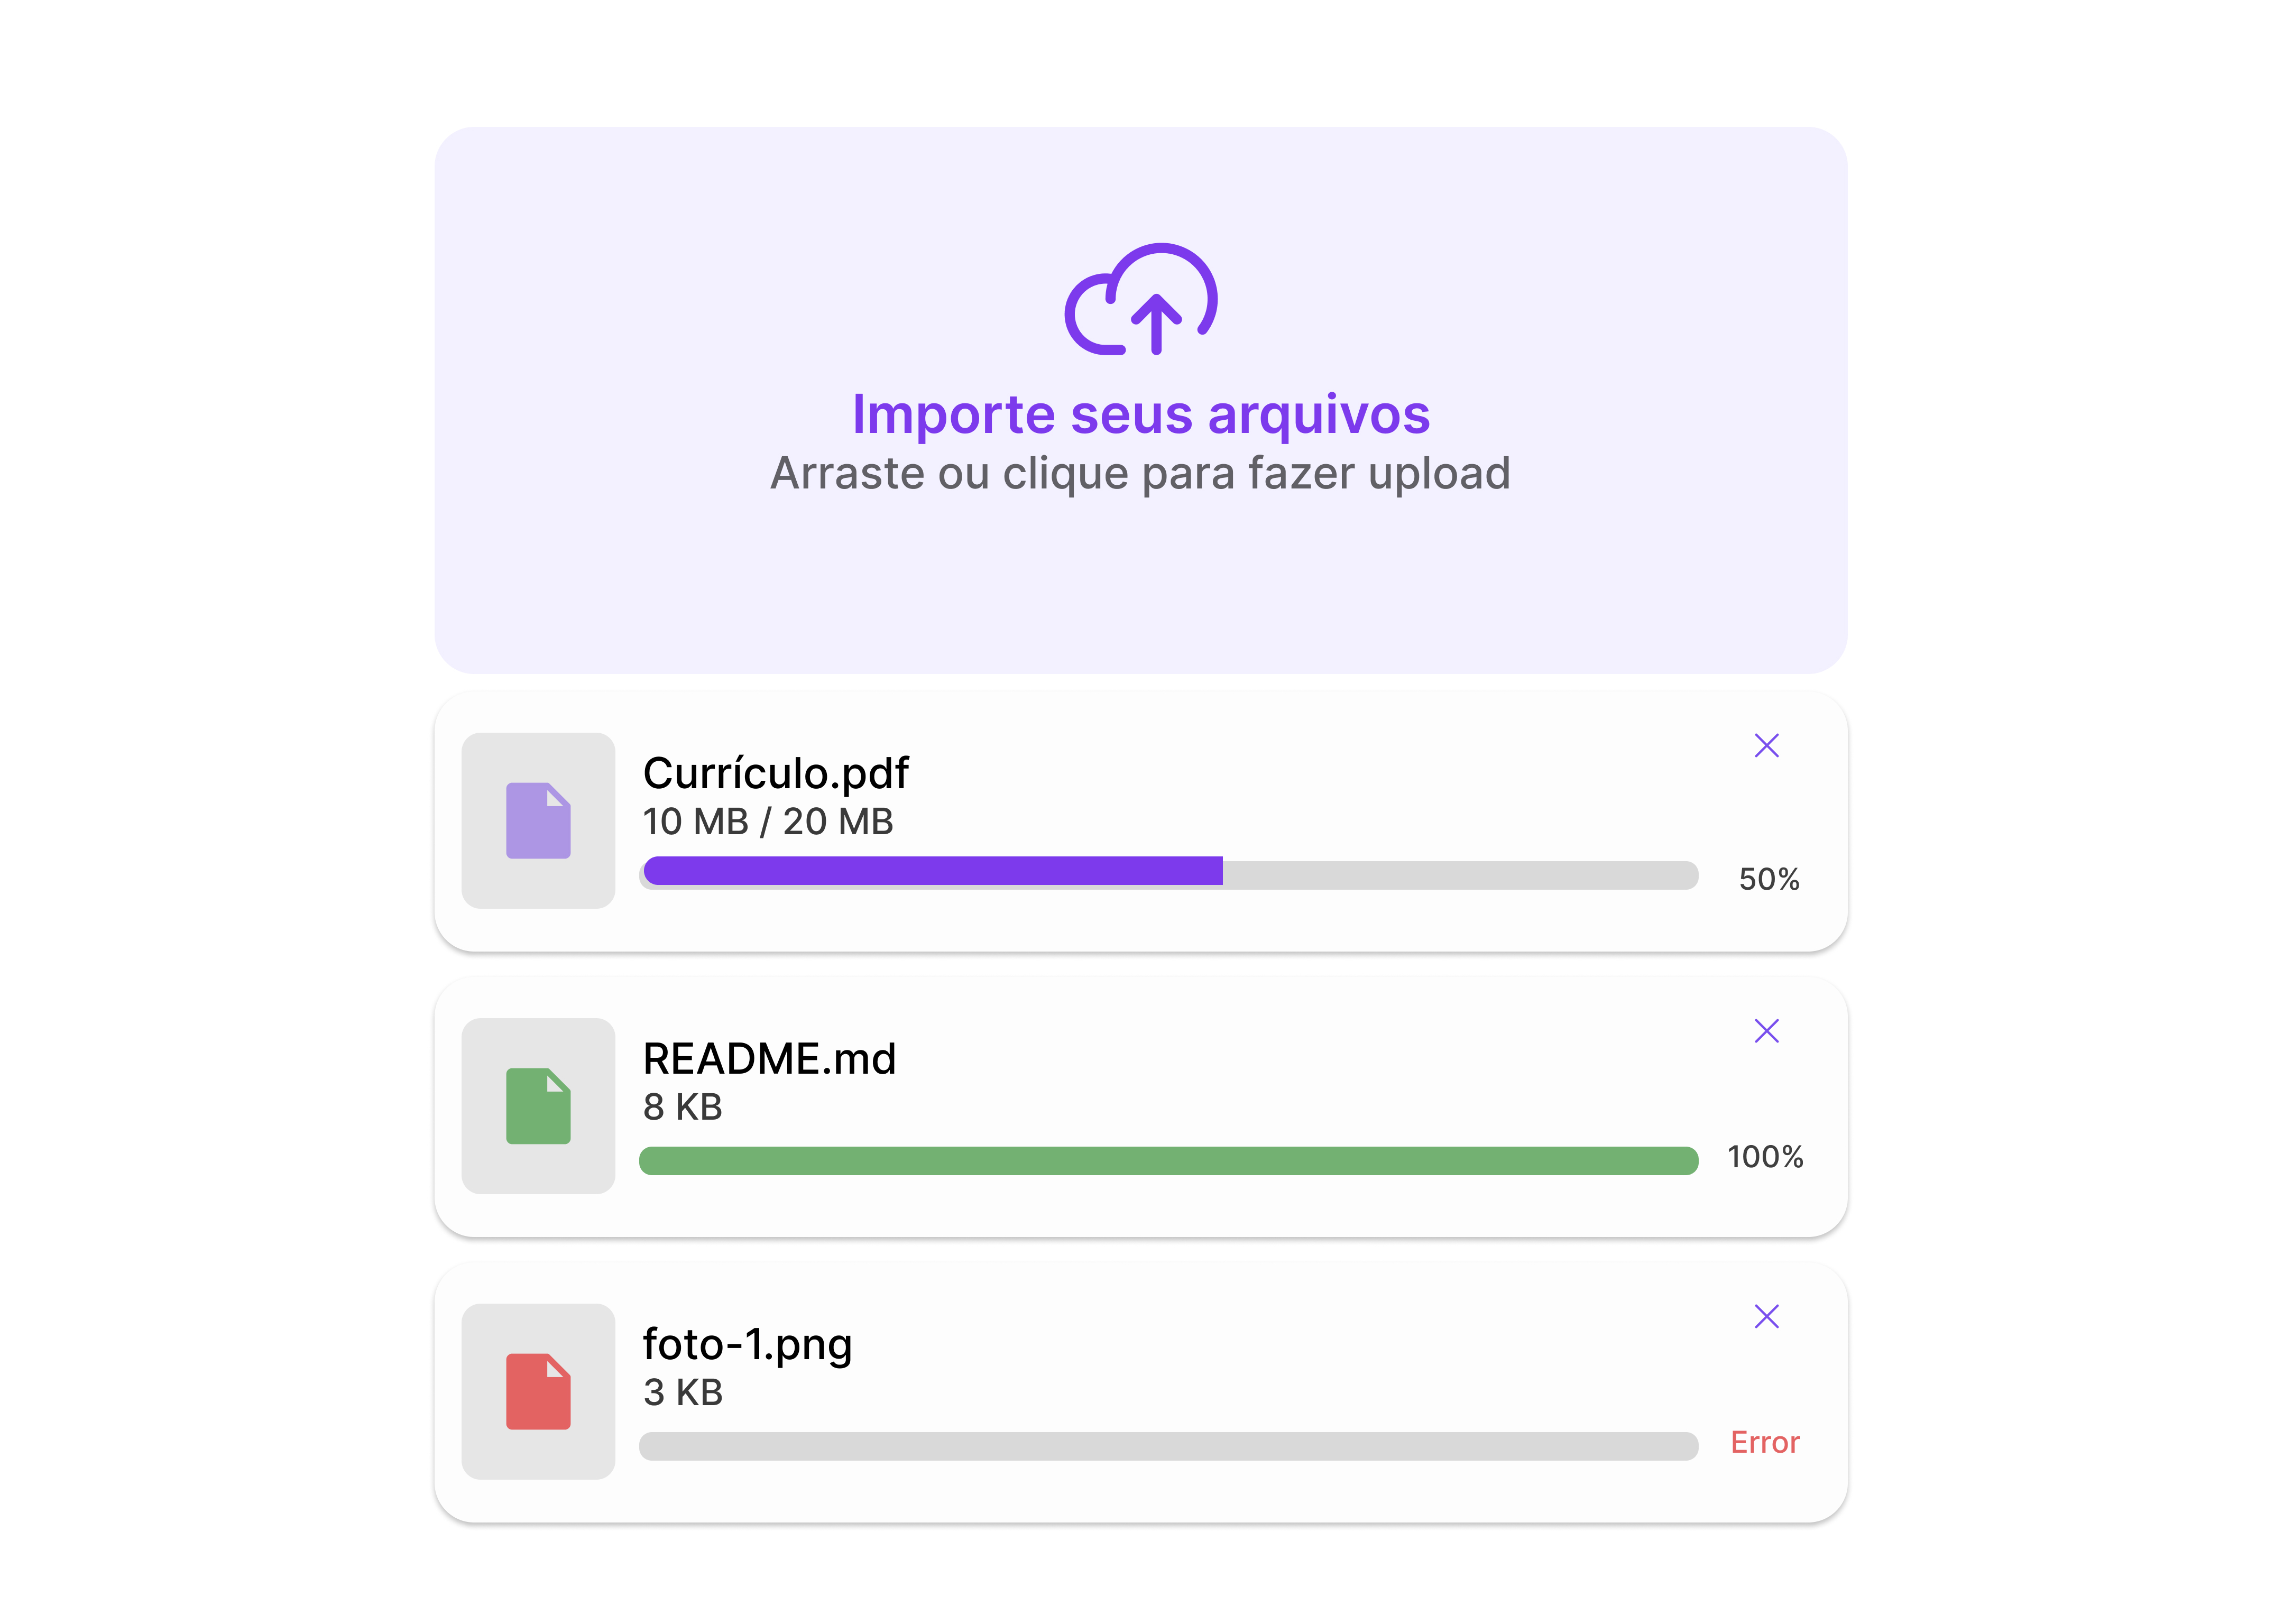 Importe seus arquivos
Arraste ou clique para fazer upload
Currículo.pdf
10 MB / 20 MB
50%
README.md
8 KB
100%
foto-1.png
3 KB
Error